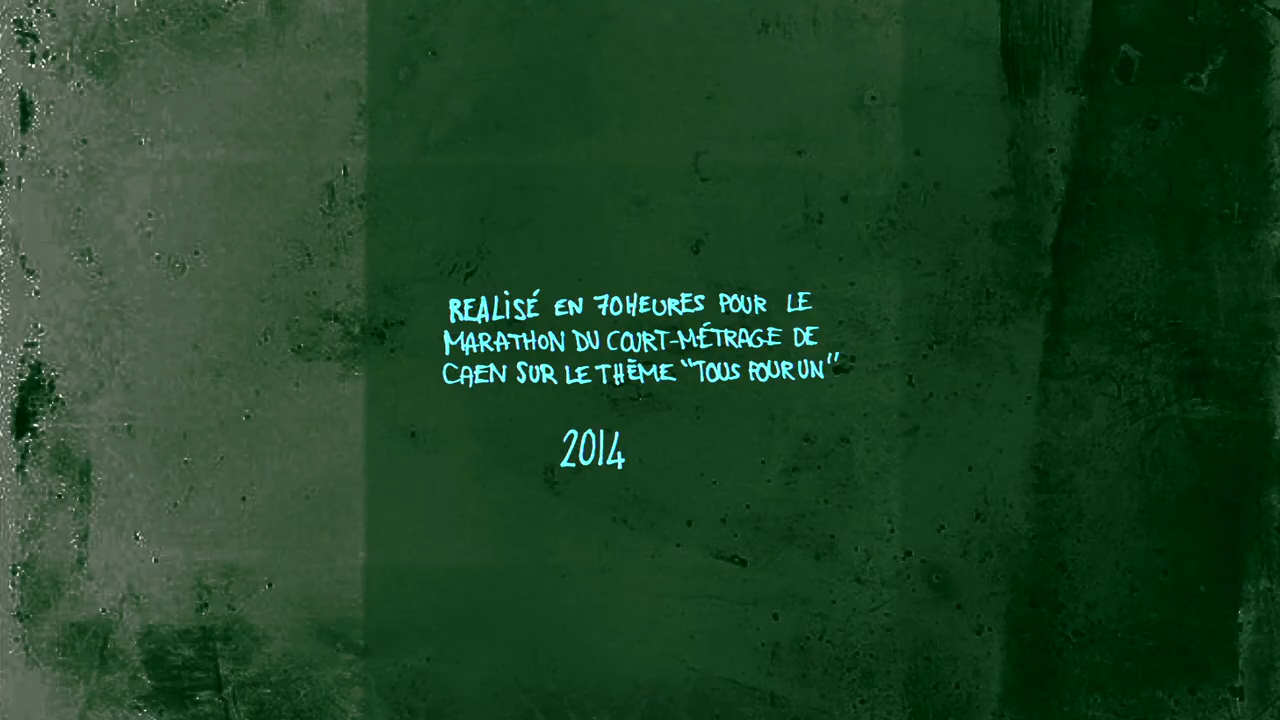 REALISÉ EN 70HEURES POUR LE
MARATHON DU COURT-MÉTRAGE DE
CAEN SUR LE THÈME "TOUS POUR UN"
2014